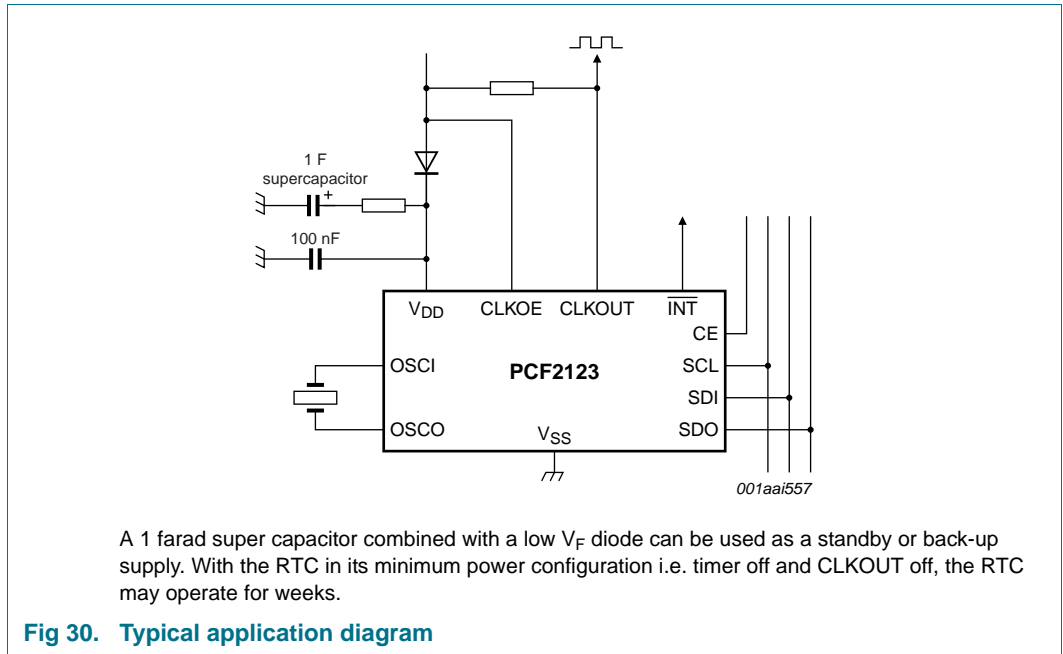 1 F
supercapacitor
+
100 nF
VDD
CLKOE
CLKOUT
INT
CE
OSCI
PCF2123
SCL
SDI
OSCO
VSS
SDO
001aai557
A 1 farad super capacitor combined with a low VF diode can be used as a standby or back-up
supply. With the RTC in its minimum power configuration i.e. timer off and CLKOUT off, the RTC
may operate for weeks.
Fig 30. Typical application diagram